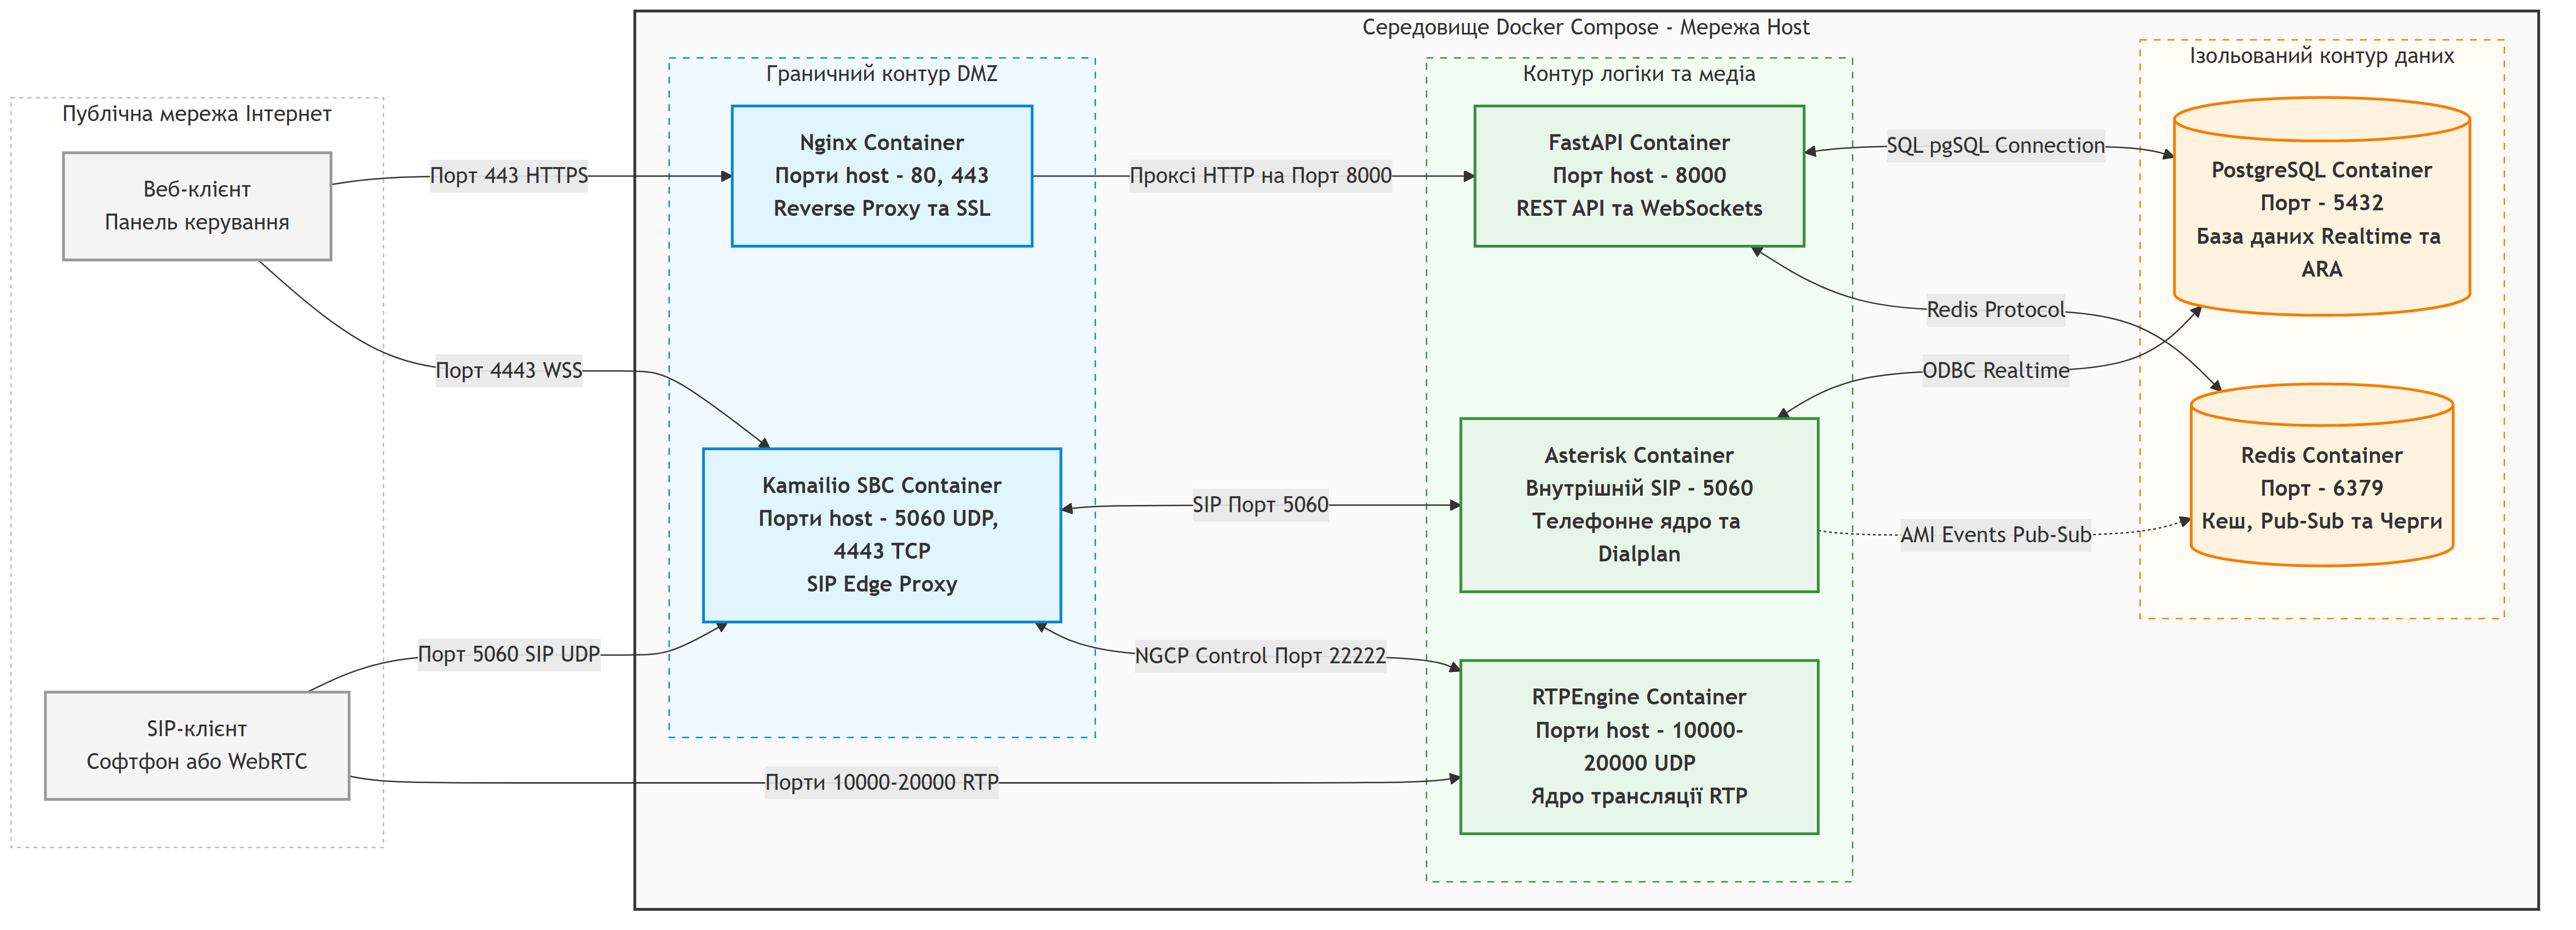 Середовище Docker Compose - Мережа Host
Публічна мережа Інтернет
Веб-клієнт
Панель керування
SIP-клієнт
Софтфон або WebRTC
Порт 443 HTTPS
Порт 4443 WSS
Порт 5060 SIP UDP
Порти 10000-20000 RTP
Граничний контур DMZ
Nginx Container
Порти host - 80, 443
Reverse Proxy та SSL
Kamailio SBC Container
Порти host - 5060 UDP,
4443 TCP
SIP Edge Proxy
Проксі HTTP на Порт 8000
SIP Порт 5060
NGCP Control Порт 22222
Контур логіки та медіа
FastAPI Container
Порт host - 8000
REST API та WebSockets
Asterisk Container
Внутрішній SIP - 5060
Телефонне ядро та
Dialplan
RTPEngine Container
Порти host - 10000-
20000 UDP
Ядро трансляції RTP
SQL pgSQL Connection
Redis Protocol
ODBC Realtime
AMI Events Pub-Sub
Ізольований контур даних
PostgreSQL Container
Порт - 5432
База даних Realtime та
ARA
Redis Container
Порт - 6379
Кеш, Pub-Sub та Черги